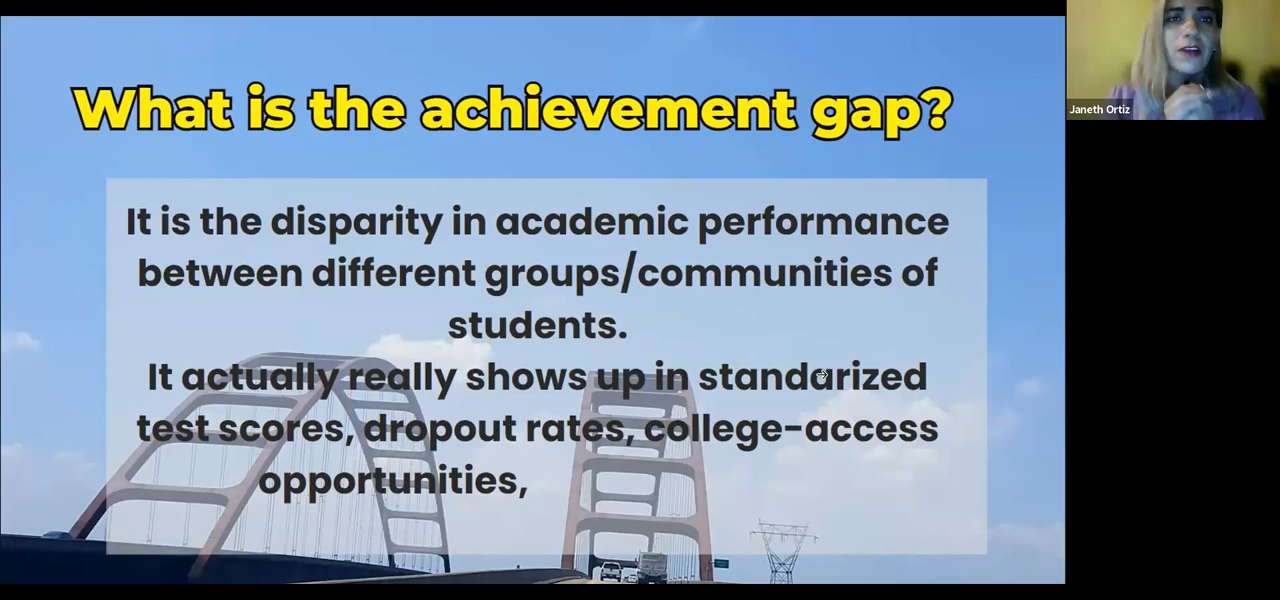 What is the achievement gap?
It is the disparity in academic performance
between different groups/communities of
students.
It actually really shows up in standarized
test scores, dropout rates, college-access
opportunities,
Janeth Ortiz